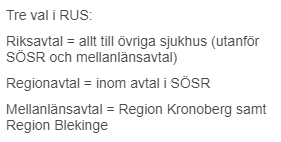 Tre val i RUS:
Riksavtal = allt till övriga sjukhus (utanför
SÖSR och mellanlänsavtal)
Regionavtal = inom avtal i SÖSR
Mellanlänsavtal = Region Kronoberg samt
Region Blekinge